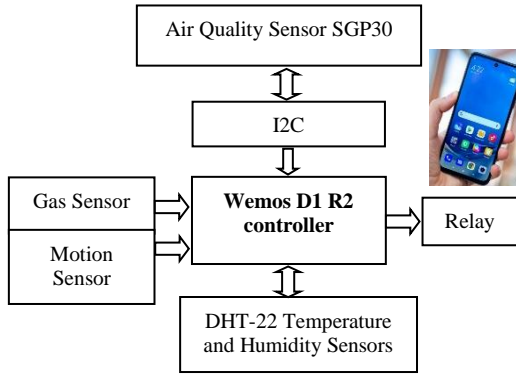 Air Quality Sensor SGP30
I2C
Gas Sensor
Motion
Sensor
Wemos D1 R2
controller
Relay
DHT-22 Temperature
and Humidity Sensors